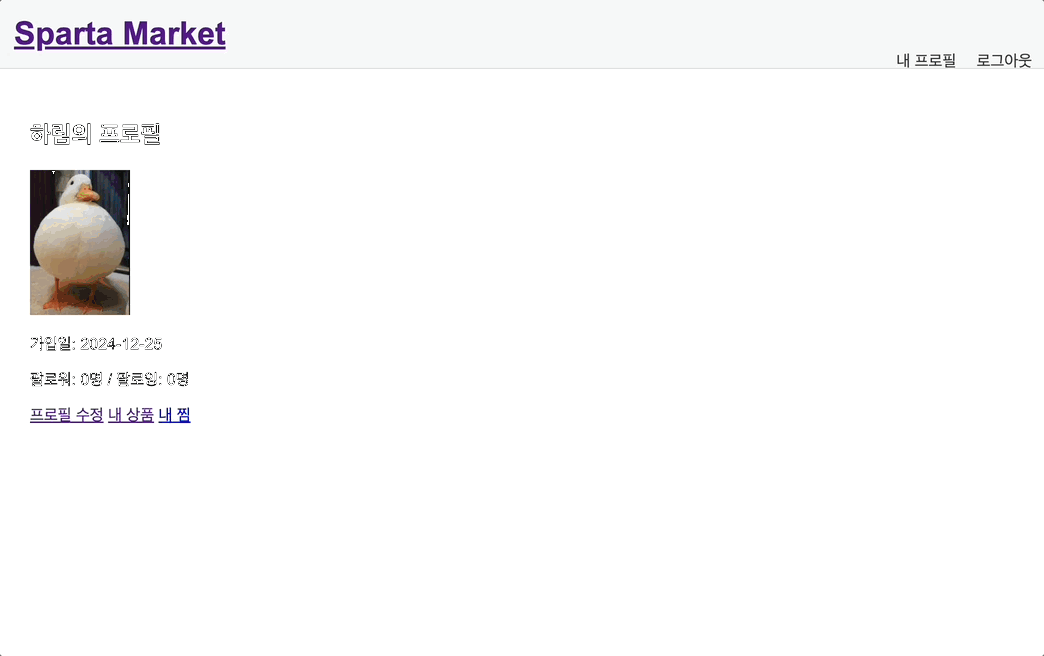 Sparta Market
내 프로필 로그아웃
하림의 프로필
가입일: 2024-12-25
팔로워: 0명 / 팔로잉: 0명
프로필 수정 내 상품 내 찜